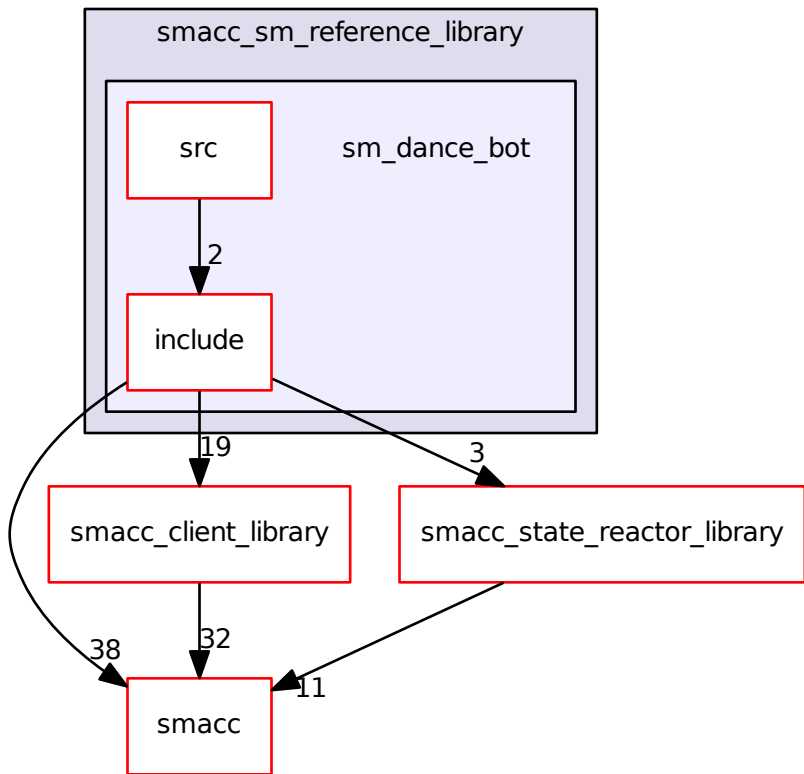 smacc_sm_reference_library
src
sm_dance_bot
2
include
19
3
smacc_client_library
smacc_state_reactor_library
38
32
11
smacc